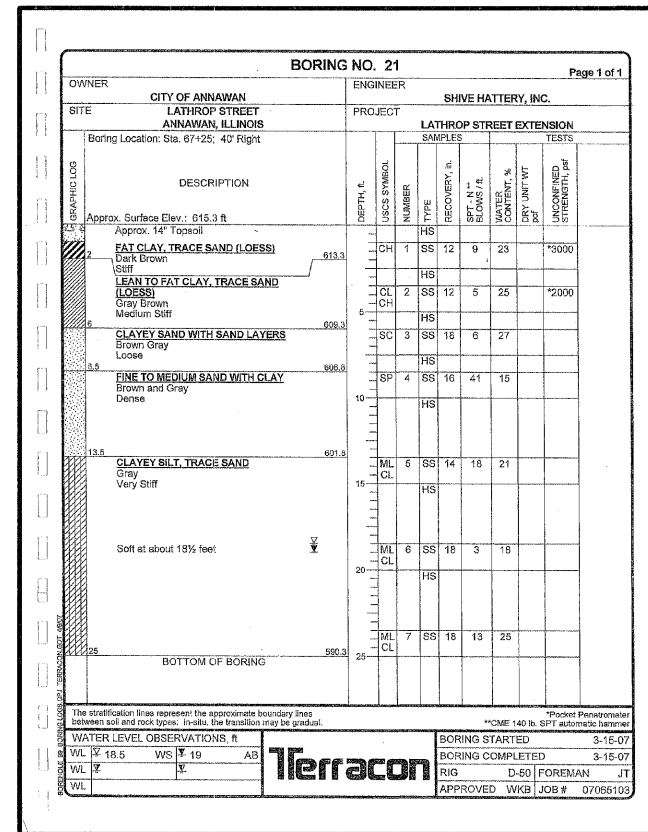 BORING NO. 21
Page 1 of 1
OWNER
CITY OF ANNAWAN
ENGINEER
SHIVE HATTERY, INC.
SITE
LATHROP STREET
ANNAWAN, ILLINOIS
PROJECT
LATHROP STREET EXTENSION
Boring Location: Sta. 67+25; 40' Right
SAMPLES
TESTS
GRAPHIC LOG
DESCRIPTION
DEPTH, ft.
USCS SYMBOL
NUMBER
TYPE
RECOVERY, in.
SPT - N **
BLOWS / ft.
WATER
CONTENT, %
DRY UNIT WT
pcf
UNCONFINED
STRENGTH, psf
Approx. Surface Elev.: 615.3 ft
Approx. 14" Topsoil
HS
2 FAT CLAY, TRACE SAND (LOESS) 613.3
Dark Brown
Stiff
CH 1 SS 12 9 23 *3000
HS
LEAN TO FAT CLAY, TRACE SAND
(LOESS)
Gray Brown
Medium Stiff
CL 2 SS 12 5 25 *2000
CH
5
HS
6 609.3
CLAYEY SAND WITH SAND LAYERS
Brown Gray
Loose
SC 3 SS 18 6 27
HS
8.5 606.8
FINE TO MEDIUM SAND WITH CLAY
Brown and Gray
Dense
SP 4 SS 16 41 15
10
HS
13.5 601.8
CLAYEY SILT, TRACE SAND
Gray
Very Stiff
ML 5 SS 14 18 21
CL
15
HS
Soft at about 18½ feet
ML 6 SS 18 3 18
CL
20
HS
ML 7 SS 18 13 25
CL
25 590.3
25
BOTTOM OF BORING
The stratification lines represent the approximate boundary lines
between soil and rock types: in-situ, the transition may be gradual.
*Pocket Penetrometer
**CME 140 lb. SPT automatic hammer
WATER LEVEL OBSERVATIONS, ft
WL 18.5 WS 19 AB
WL
WL
Terracon
BORING STARTED 3-15-07
BORING COMPLETED 3-15-07
RIG D-50 FOREMAN JT
APPROVED WKB JOB # 07065103